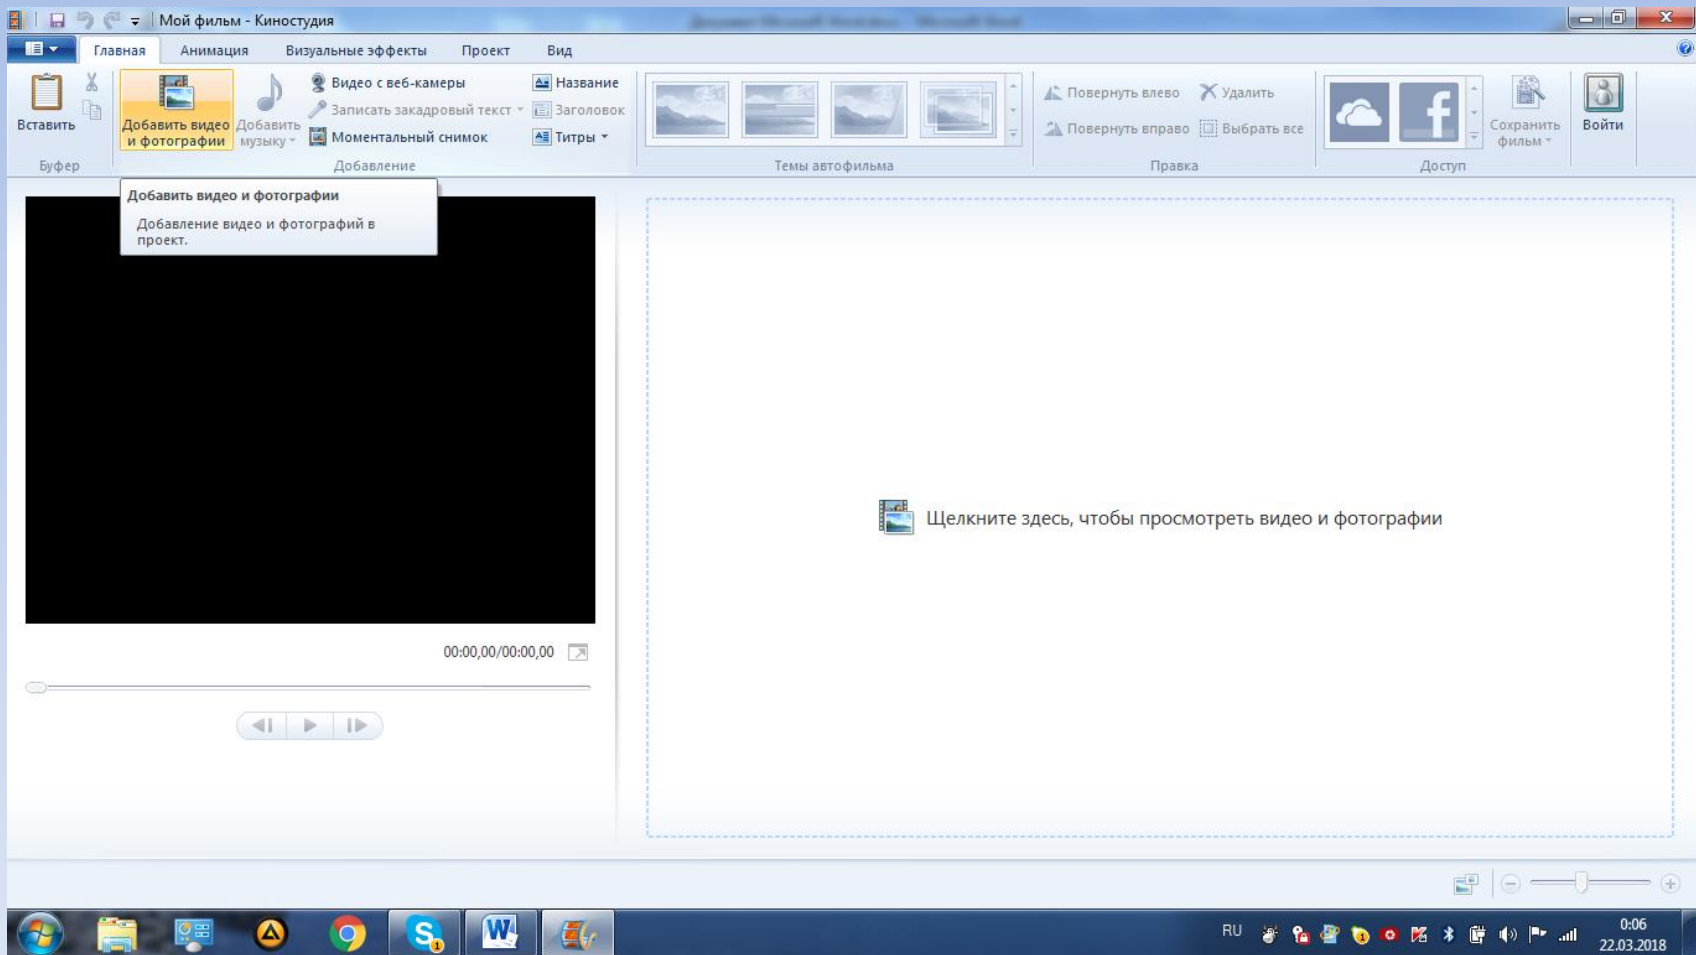 Мой фильм - Киностудия
Главная Анимация Визуальные эффекты Проект Вид
Вставить
Добавить видео и фотографии
Добавить музыку
Видео с веб-камеры
Записать закадровый текст
Моментальный снимок
Название
Заголовок
Титры
Повернуть влево
Повернуть вправо
Удалить
Выбрать все
Сохранить фильм
Войти
Буфер
Добавление
Темы автофильма
Правка
Доступ
Добавить видео и фотографии
Добавление видео и фотографий в
проект.
Щелкните здесь, чтобы просмотреть видео и фотографии
00:00,00/00:00,00
RU
0:06
22.03.2018